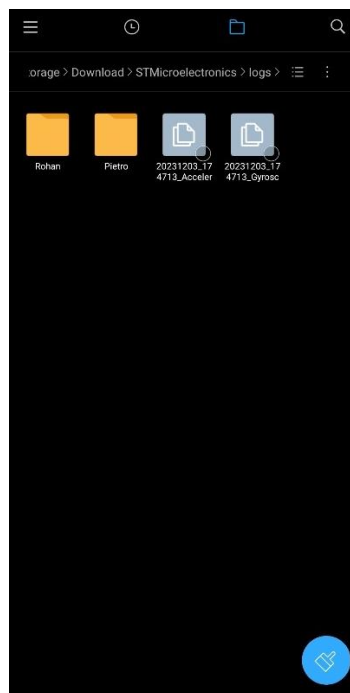 :orage > Download > STMicroelectronics > logs >
Rohan
Pietro
20231203_17
4713_Acceler
20231203_17
4713_Gyrosc